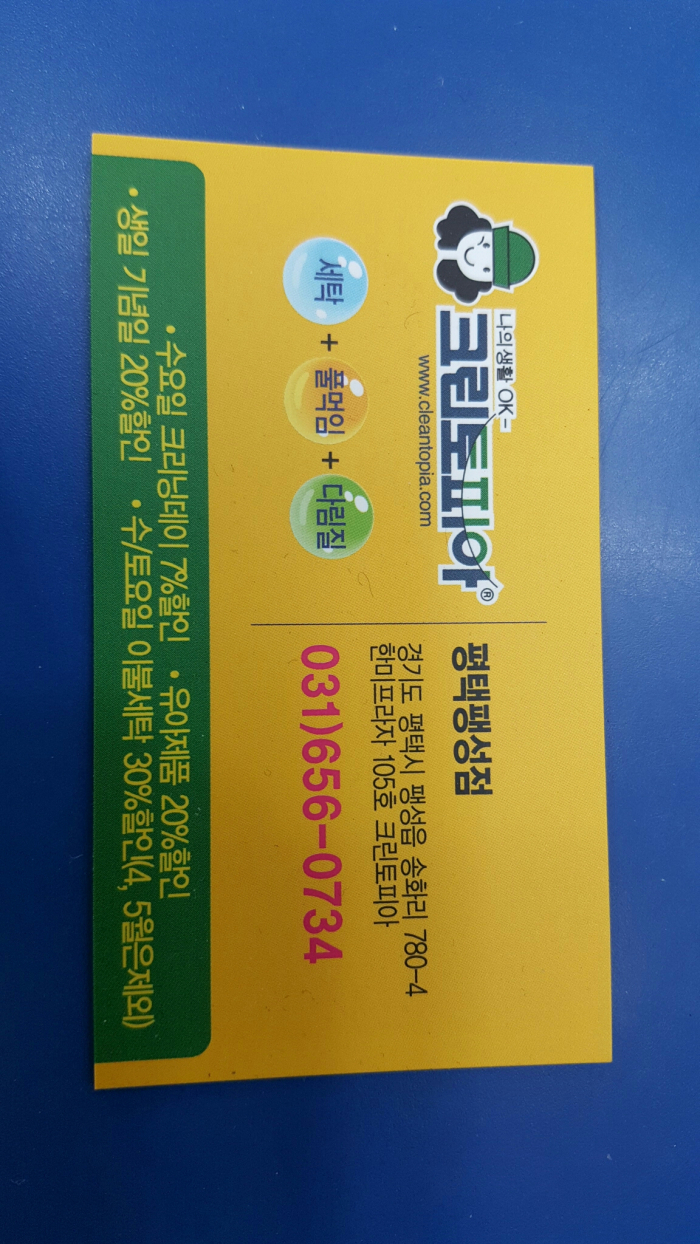 나의 생활 OK-
크린토피아®
www.cleantopia.com
세탁 + 풀먹임 + 다림질
평택팽성점
경기도 평택시 팽성읍 송화리 780-4
한미프라자 105호 크린토피아
031)656-0734
• 수요일 크리닝데이 7%할인 • 유아제품 20%할인
• 생일 기념일 20%할인 • 수/토요일 이불세탁 30%할인(4, 5월은제외)